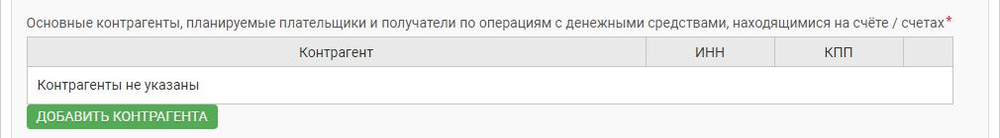 Основные контрагенты, планируемые плательщики и получатели по операциям с денежными средствами, находящимися на счёте / счетах*
Контрагент ИНН КПП
Контрагенты не указаны
ДОБАВИТЬ КОНТРАГЕНТА